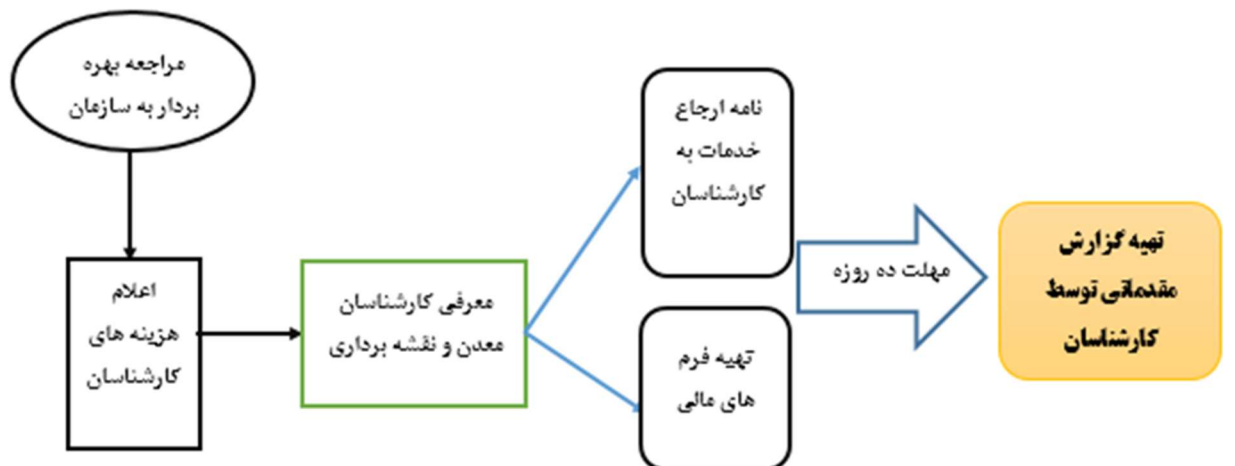 مراجعه بهره
بردار به سازمان
اعلام
هزینه های
کارشناسان
معرفی کارشناسان
معدن و نقشه برداری
نامه ارجاع
خدمات به
کارشناسان
تهیه فرم
های مالی
مهلت ده روزه
تهیه گزارش
مقدماتی توسط
کارشناسان